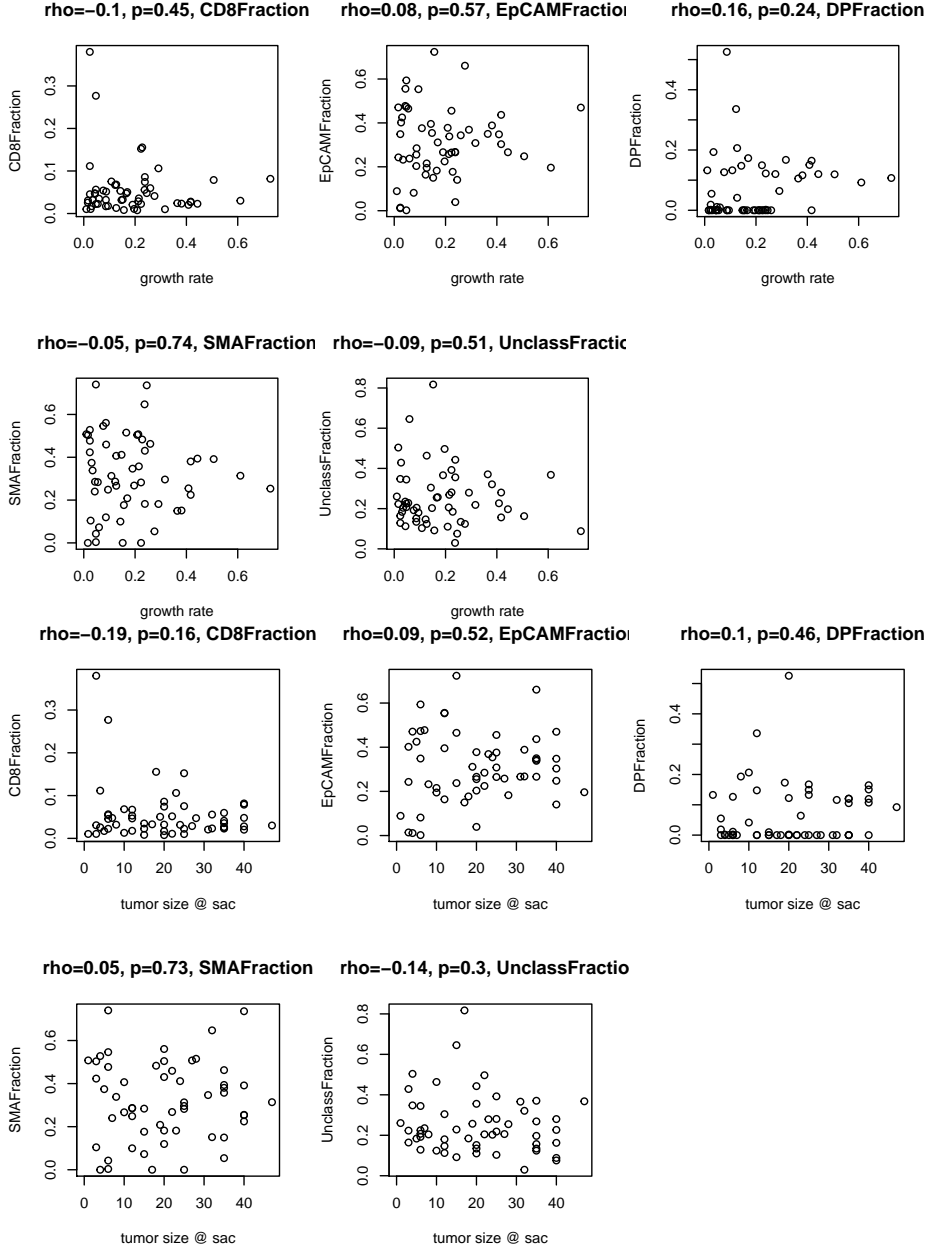 rho=−0.1, p=0.45, CD8Fraction
rho=0.08, p=0.57, EpCAMFraction
rho=0.16, p=0.24, DPFraction
CD8Fraction
0.0 0.1 0.2 0.3
0.0 0.2 0.4 0.6
growth rate
EpCAMFraction
0.0 0.2 0.4 0.6
0.0 0.2 0.4 0.6
growth rate
DPFraction
0.0 0.2 0.4
0.0 0.2 0.4 0.6
growth rate
rho=−0.05, p=0.74, SMAFraction
rho=−0.09, p=0.51, UnclassFractic
SMAFraction
0.0 0.2 0.4 0.6
0.0 0.2 0.4 0.6
growth rate
UnclassFraction
0.0 0.2 0.4 0.6 0.8
0.0 0.2 0.4 0.6
growth rate
rho=−0.19, p=0.16, CD8Fraction
rho=0.09, p=0.52, EpCAMFraction
rho=0.1, p=0.46, DPFraction
CD8Fraction
0.0 0.1 0.2 0.3
0 10 20 30 40
tumor size @ sac
EpCAMFraction
0.0 0.2 0.4 0.6
0 10 20 30 40
tumor size @ sac
DPFraction
0.0 0.2 0.4
0 10 20 30 40
tumor size @ sac
rho=0.05, p=0.73, SMAFraction
rho=−0.14, p=0.3, UnclassFractio
SMAFraction
0.0 0.2 0.4 0.6
0 10 20 30 40
tumor size @ sac
UnclassFraction
0.0 0.2 0.4 0.6 0.8
0 10 20 30 40
tumor size @ sac